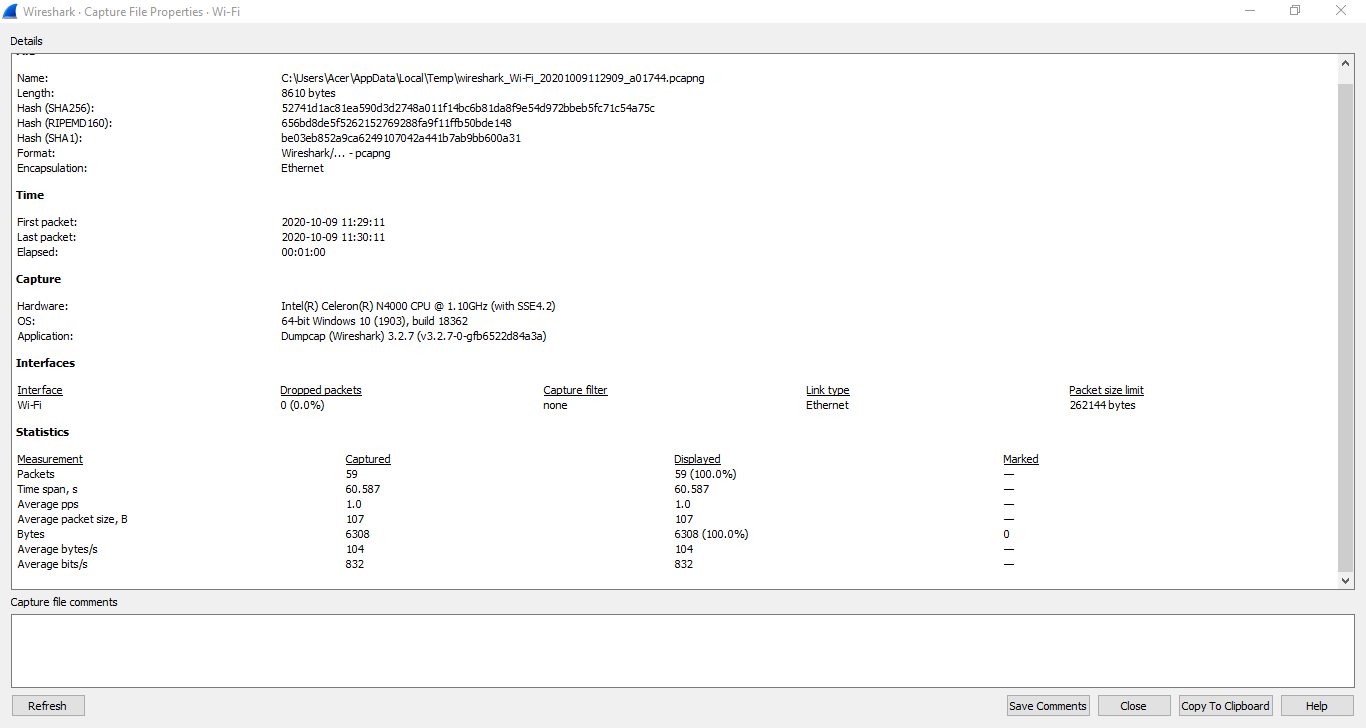 Wireshark · Capture File Properties · Wi-Fi
Details
Name: C:\Users\Acer\AppData\Local\Temp\wireshark_Wi-Fi_20201009112909_a01744.pcapng
Length: 8610 bytes
Hash (SHA256): 52741d1ac81ea590d3d2748a011f14bc6b81da8f9e54d972bbeb5fc71c54a75c
Hash (RIPEMD160): 656bd8de5f5262152769288fa9f11ffb50bde148
Hash (SHA1): be03eb852a9ca6249107042a441b7ab9bb600a31
Format: Wireshark/... - pcapng
Encapsulation: Ethernet
Time
First packet: 2020-10-09 11:29:11
Last packet: 2020-10-09 11:30:11
Elapsed: 00:01:00
Capture
Hardware: Intel(R) Celeron(R) N4000 CPU @ 1.10GHz (with SSE4.2)
OS: 64-bit Windows 10 (1903), build 18362
Application: Dumpcap (Wireshark) 3.2.7 (v3.2.7-0-gfb6522d84a3a)
Interfaces
Interface Dropped packets Capture filter Link type Packet size limit
Wi-Fi 0 (0.0%) none Ethernet 262144 bytes
Statistics
Measurement Captured Displayed Marked
Packets 59 59 (100.0%) —
Time span, s 60.587 60.587 —
Average pps 1.0 1.0 —
Average packet size, B 107 107 —
Bytes 6308 6308 (100.0%) 0
Average bytes/s 104 104 —
Average bits/s 832 832 —
Capture file comments
Refresh Save Comments Close Copy To Clipboard Help